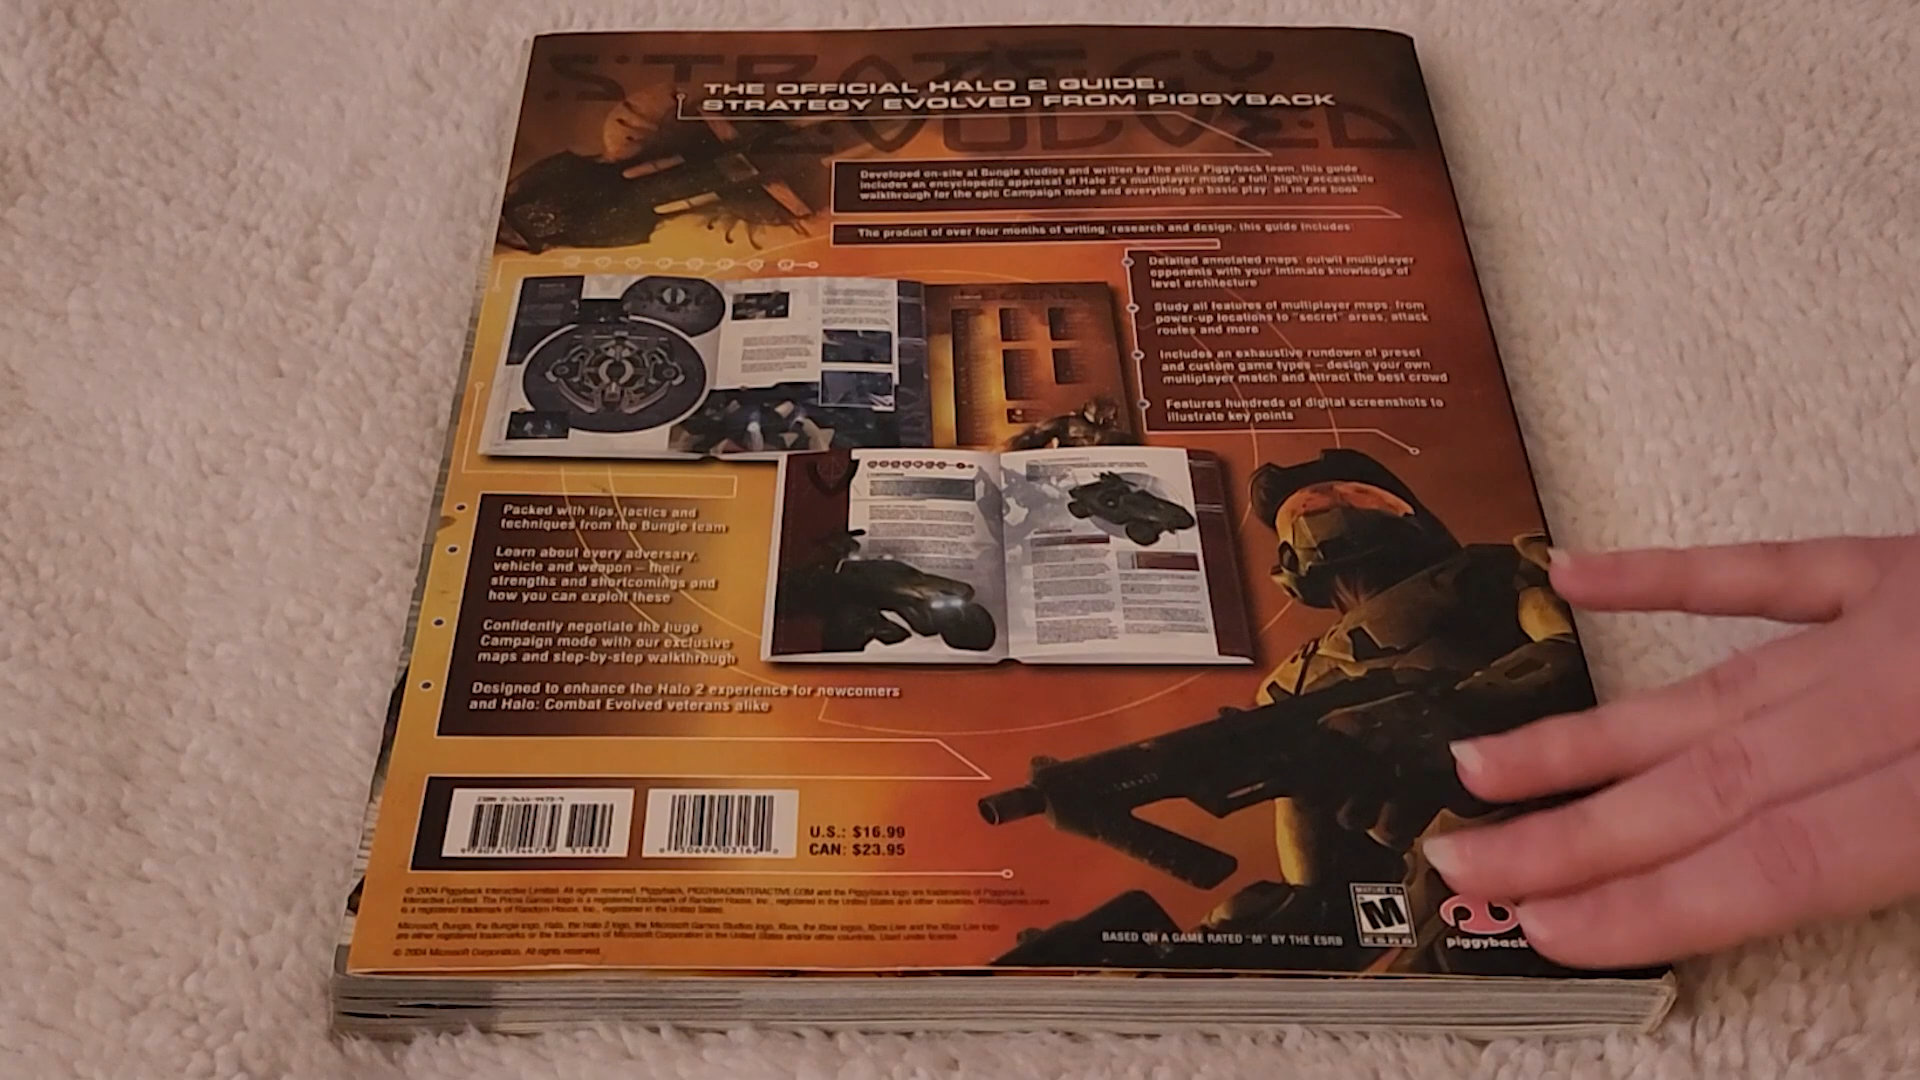 STRATEGY
EVOLVED
THE OFFICIAL HALO 2 GUIDE:
STRATEGY EVOLVED FROM PIGGYBACK
Developed on-site at Bungie studios and written by the elite Piggyback team, this guide
includes an encyclopedic appraisal of Halo 2's multiplayer mode, a full, highly accessible
walkthrough for the epic Campaign mode and everything on basic play: all in one book
The product of over four months of writing, research and design, this guide includes:
Detailed annotated maps: outwit multiplayer
opponents with your intimate knowledge of
level architecture
Study all features of multiplayer maps, from
power-up locations to "secret" areas, attack
routes and more
Includes an exhaustive rundown of preset
and custom game types – design your own
multiplayer match and attract the best crowd
Features hundreds of digital screenshots to
illustrate key points
LEGEND
Packed with tips, tactics and
techniques from the Bungie team
Learn about every adversary,
vehicle and weapon – their
strengths and shortcomings and
how you can exploit these
Confidently negotiate the huge
Campaign mode with our exclusive
maps and step-by-step walkthrough
Designed to enhance the Halo 2 experience for newcomers
and Halo: Combat Evolved veterans alike
U.S.: $16.99
CAN: $23.95
© 2004 Piggyback Interactive Limited. All rights reserved. Piggyback, PIGGYBACKINTERACTIVE.COM and the Piggyback logo are trademarks of Piggyback
Interactive Limited. The Prima Games logo is a registered trademark of Random House, Inc., registered in the United States and other countries. Primagames.com
is a registered trademark of Random House, Inc., registered in the United States.
Microsoft, Bungie, the Bungie logo, Halo, the Halo 2 logo, the Microsoft Games Studios logo, Xbox, the Xbox logos, Xbox Live and the Xbox Live logo
are either registered trademarks or the trademarks of Microsoft Corporation in the United States and/or other countries. Used under license.
© 2004 Microsoft Corporation. All rights reserved.
BASED ON A GAME RATED "M" BY THE ESRB
MATURE 17+
M
ESRB
piggyback